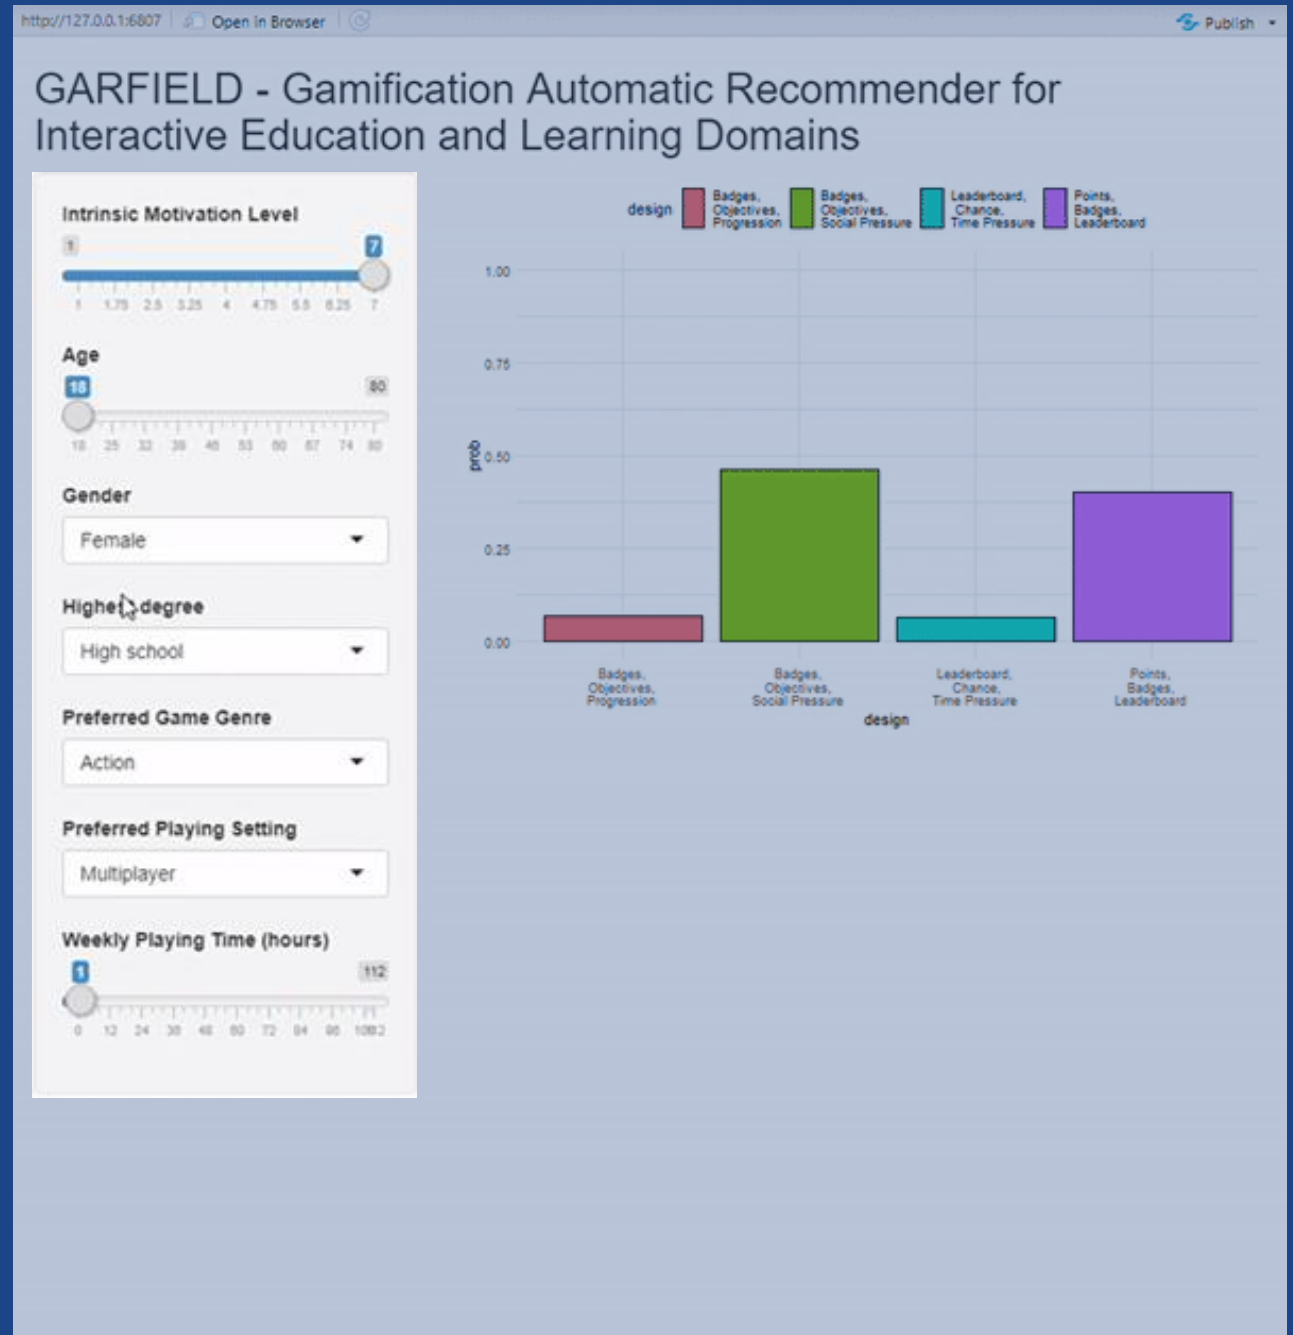 http://127.0.0.1:6807 Open in Browser Publish
GARFIELD - Gamification Automatic Recommender for
Interactive Education and Learning Domains
Intrinsic Motivation Level
1 7
1 1.75 2.5 3.25 4 4.75 5.5 6.25 7
Age
18 80
18 25 32 39 46 53 60 67 74 80
Gender
Female
Highe degree
High school
Preferred Game Genre
Action
Preferred Playing Setting
Multiplayer
Weekly Playing Time (hours)
1 112
0 12 24 36 48 60 72 84 96
design
Badges,
Objectives,
Progression
Badges,
Objectives,
Social Pressure
Leaderboard,
Chance,
Time Pressure
Points,
Badges,
Leaderboard
1.00
0.75
0.50
0.25
0.00
prob
Badges,
Objectives,
Progression
Badges,
Objectives,
Social Pressure
Leaderboard,
Chance,
Time Pressure
Points,
Badges,
Leaderboard
design